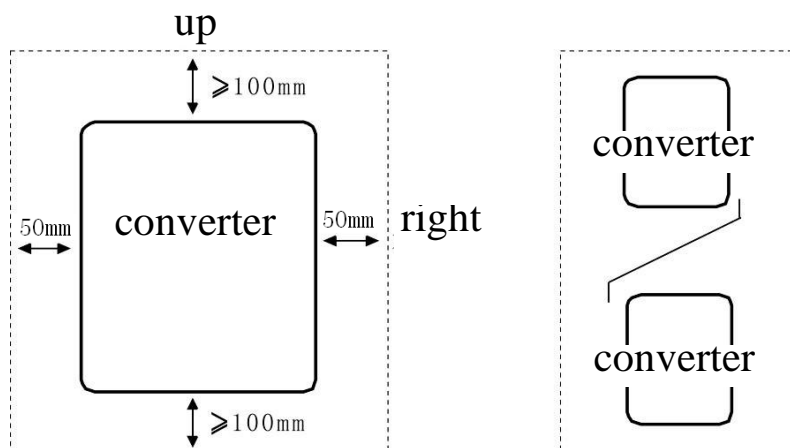 up
⩾100mm
converter
50mm
50mm
right
⩾100mm
converter
converter